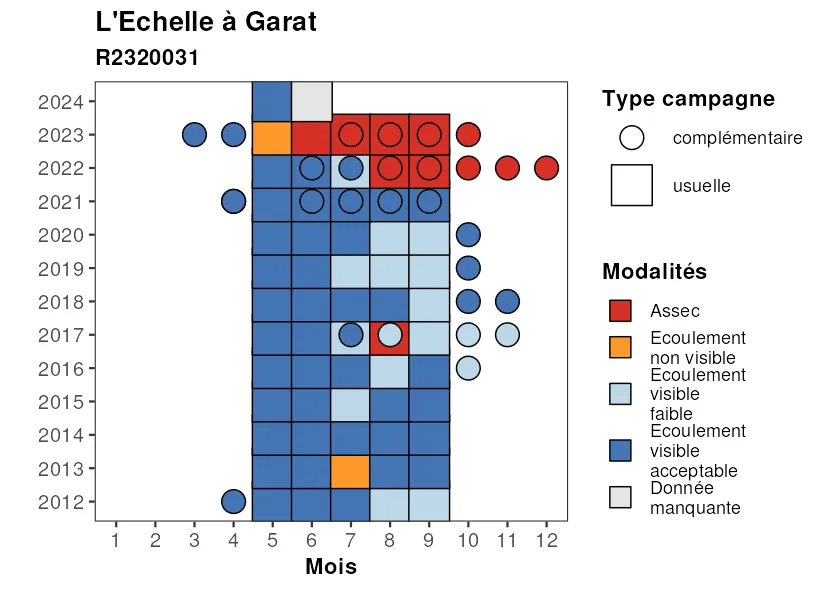 L'Echelle à Garat
R2320031
2024
2023
2022
2021
2020
2019
2018
2017
2016
2015
2014
2013
2012
1 2 3 4 5 6 7 8 9 10 11 12
Mois
Type campagne
complémentaire
usuelle
Modalités
Assec
Ecoulement
non visible
Ecoulement
visible
faible
Ecoulement
visible
acceptable
Donnée
manquante